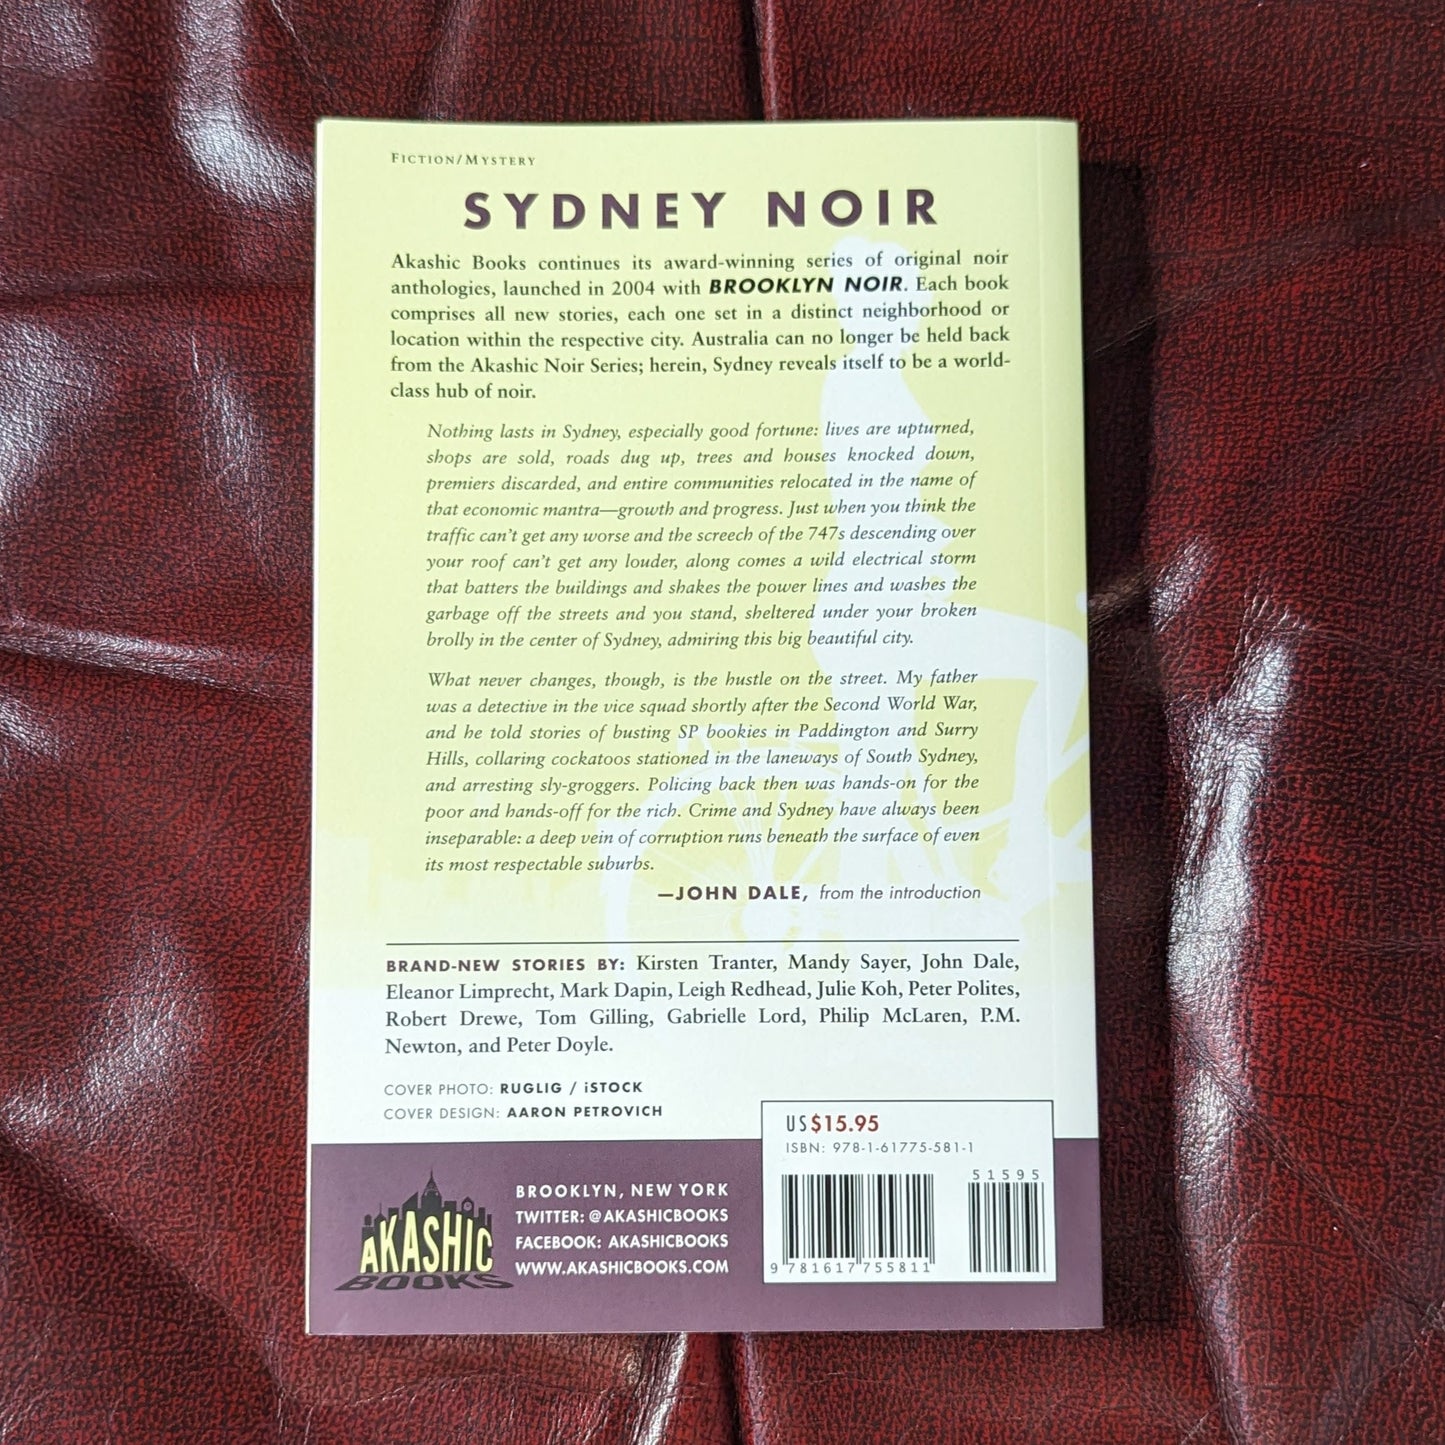 FICTION/MYSTERY
SYDNEY NOIR
Akashic Books continues its award-winning series of original noir
anthologies, launched in 2004 with BROOKLYN NOIR. Each book
comprises all new stories, each one set in a distinct neighborhood or
location within the respective city. Australia can no longer be held back
from the Akashic Noir Series; herein, Sydney reveals itself to be a world-
class hub of noir.
Nothing lasts in Sydney, especially good fortune: lives are upturned,
shops are sold, roads dug up, trees and houses knocked down,
premiers discarded, and entire communities relocated in the name of
that economic mantra—growth and progress. Just when you think the
traffic can't get any worse and the screech of the 747s descending over
your roof can't get any louder, along comes a wild electrical storm
that batters the buildings and shakes the power lines and washes the
garbage off the streets and you stand, sheltered under your broken
brolly in the center of Sydney, admiring this big beautiful city.
What never changes, though, is the hustle on the street. My father
was a detective in the vice squad shortly after the Second World War,
and he told stories of busting SP bookies in Paddington and Surry
Hills, collaring cockatoos stationed in the laneways of South Sydney,
and arresting sly-groggers. Policing back then was hands-on for the
poor and hands-off for the rich. Crime and Sydney have always been
inseparable: a deep vein of corruption runs beneath the surface of even
its most respectable suburbs.
—JOHN DALE, from the introduction
BRAND-NEW STORIES BY: Kirsten Tranter, Mandy Sayer, John Dale,
Eleanor Limprecht, Mark Dapin, Leigh Redhead, Julie Koh, Peter Polites,
Robert Drewe, Tom Gilling, Gabrielle Lord, Philip McLaren, P.M.
Newton, and Peter Doyle.
COVER PHOTO: RUGLIG / iSTOCK
COVER DESIGN: AARON PETROVICH
US$15.95
ISBN: 978-1-61775-581-1
51595
9 781617 755811
AKASHIC
BOOKS
BROOKLYN, NEW YORK
TWITTER: @AKASHICBOOKS
FACEBOOK: AKASHICBOOKS
WWW.AKASHICBOOKS.COM